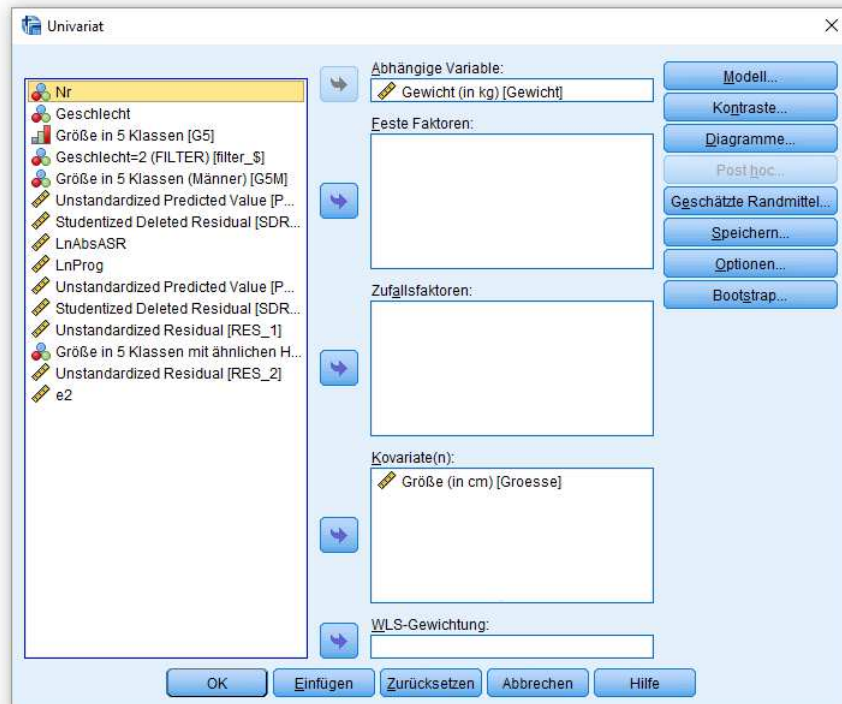 Univariat
Nr
Geschlecht
Größe in 5 Klassen [G5]
Geschlecht=2 (FILTER) [filter_$]
Größe in 5 Klassen (Männer) [G5M]
Unstandardized Predicted Value [P...
Studentized Deleted Residual [SDR...
LnAbsASR
LnProg
Unstandardized Predicted Value [P...
Studentized Deleted Residual [SDR...
Unstandardized Residual [RES_1]
Größe in 5 Klassen mit ähnlichen H...
Unstandardized Residual [RES_2]
e2
Abhängige Variable:
Gewicht (in kg) [Gewicht]
Feste Faktoren:
Zufallsfaktoren:
Kovariate(n):
Größe (in cm) [Groesse]
WLS-Gewichtung:
Modell...
Kontraste...
Diagramme...
Post hoc...
Geschätzte Randmittel...
Speichern...
Optionen...
Bootstrap...
OK
Einfügen
Zurücksetzen
Abbrechen
Hilfe